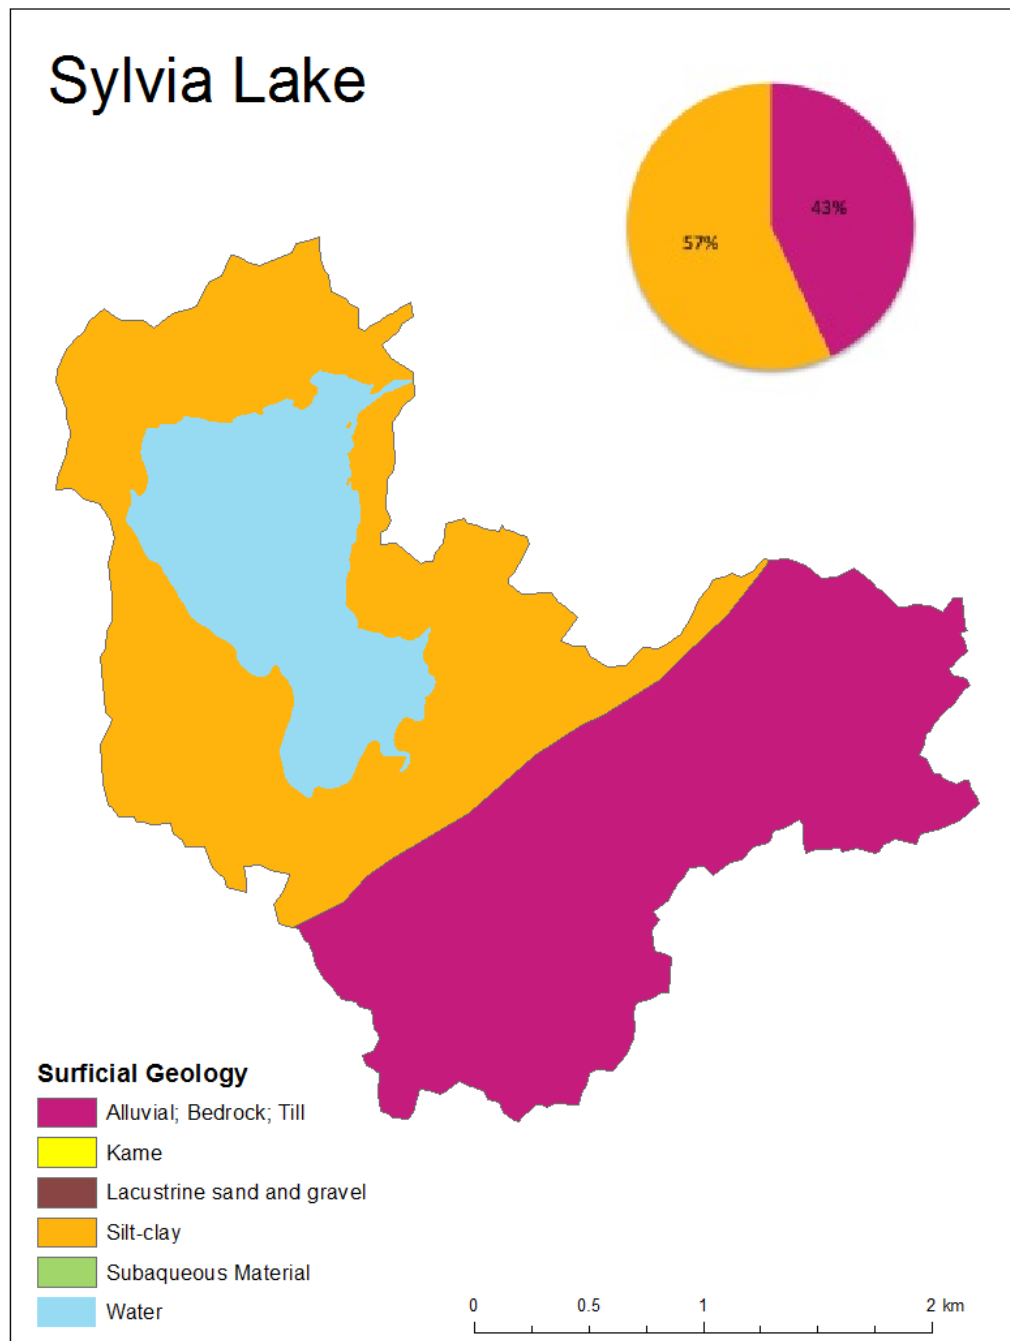 Sylvia Lake
43%
57%
Surficial Geology
Alluvial; Bedrock; Till
Kame
Lacustrine sand and gravel
Silt-clay
Subaqueous Material
Water
0 0.5 1 2 km